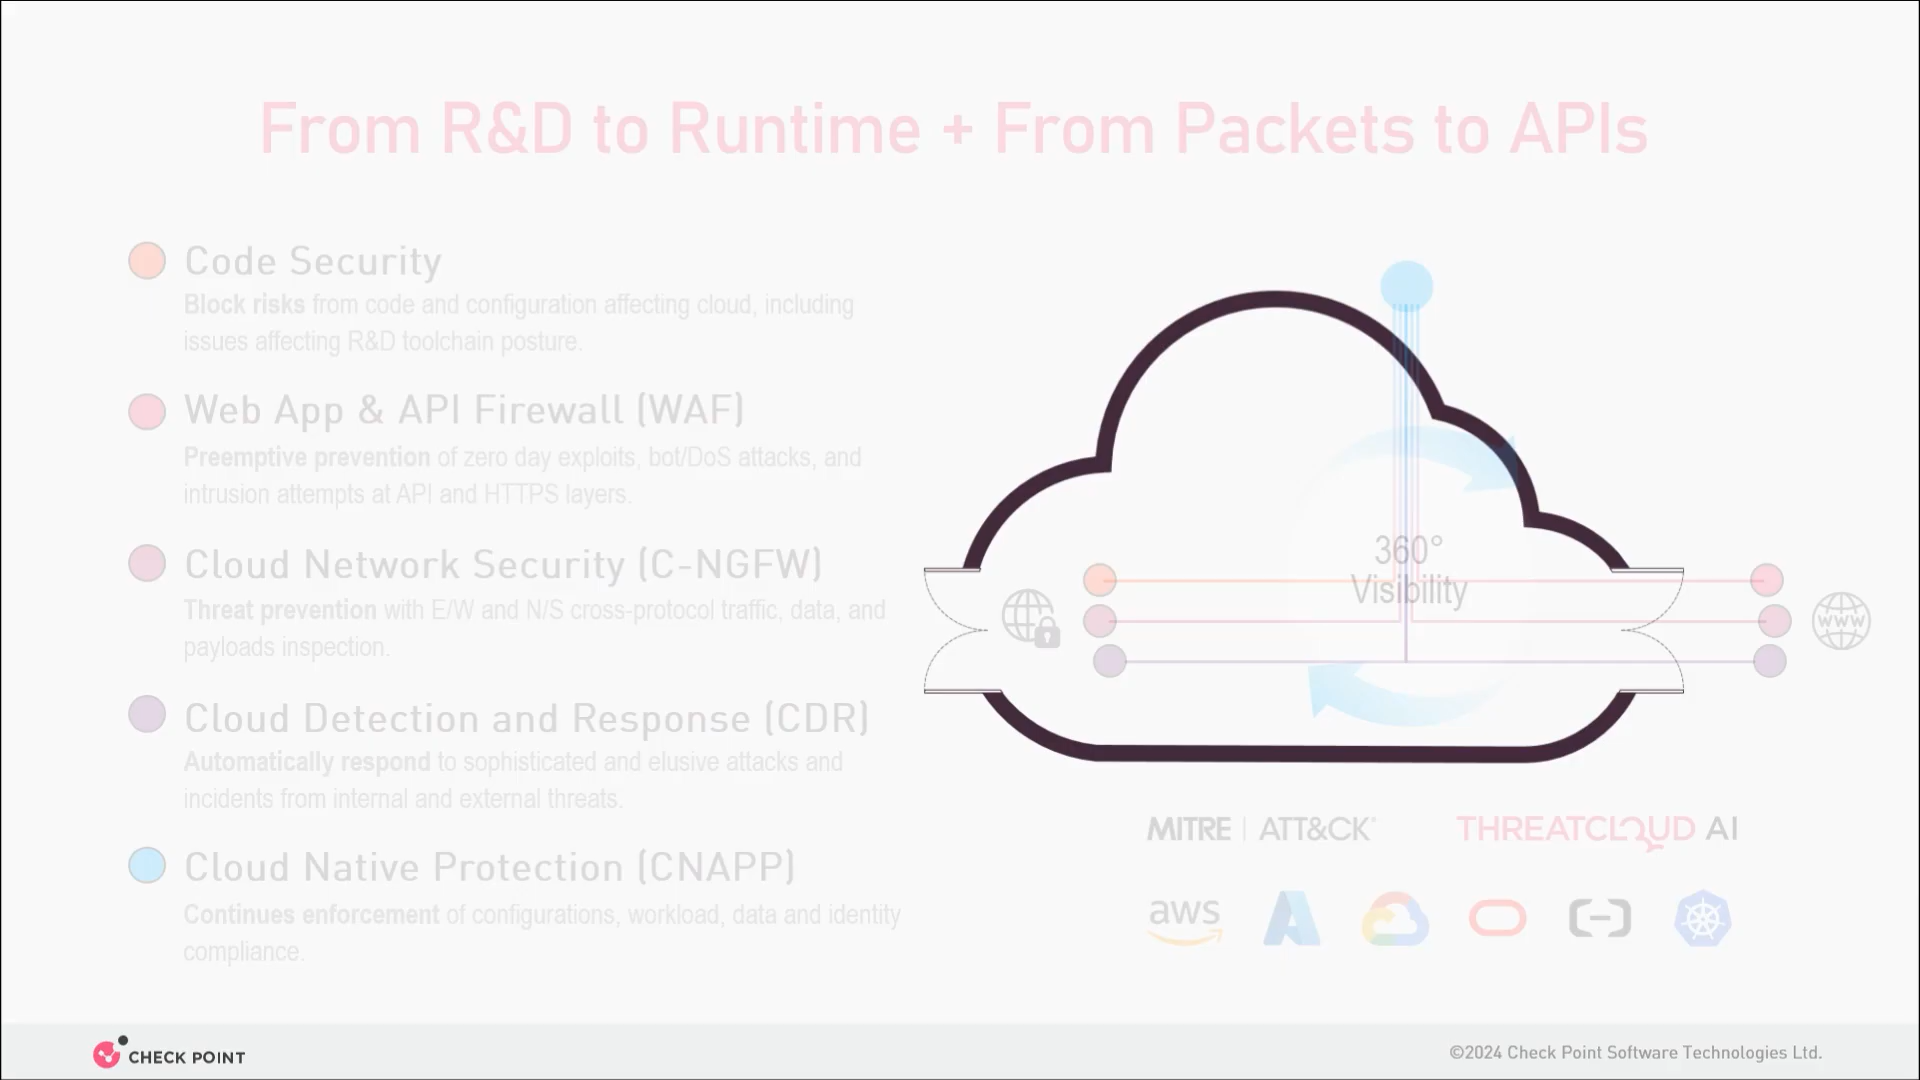 From R&D to Runtime + From Packets to APIs
Code Security
Block risks from code and configuration affecting cloud, including
issues affecting R&D toolchain posture.
Web App & API Firewall (WAF)
Preemptive prevention of zero day exploits, bot/DoS attacks, and
intrusion attempts at API and HTTPS layers.
Cloud Network Security (C-NGFW)
Threat prevention with E/W and N/S cross-protocol traffic, data, and
payloads inspection.
Cloud Detection and Response (CDR)
Automatically respond to sophisticated and elusive attacks and
incidents from internal and external threats.
Cloud Native Protection (CNAPP)
Continues enforcement of configurations, workload, data and identity
compliance.
360°
Visibility
WWW
MITRE | ATT&CK®
THREATCLOUD AI
aws
CHECK POINT
©2024 Check Point Software Technologies Ltd.